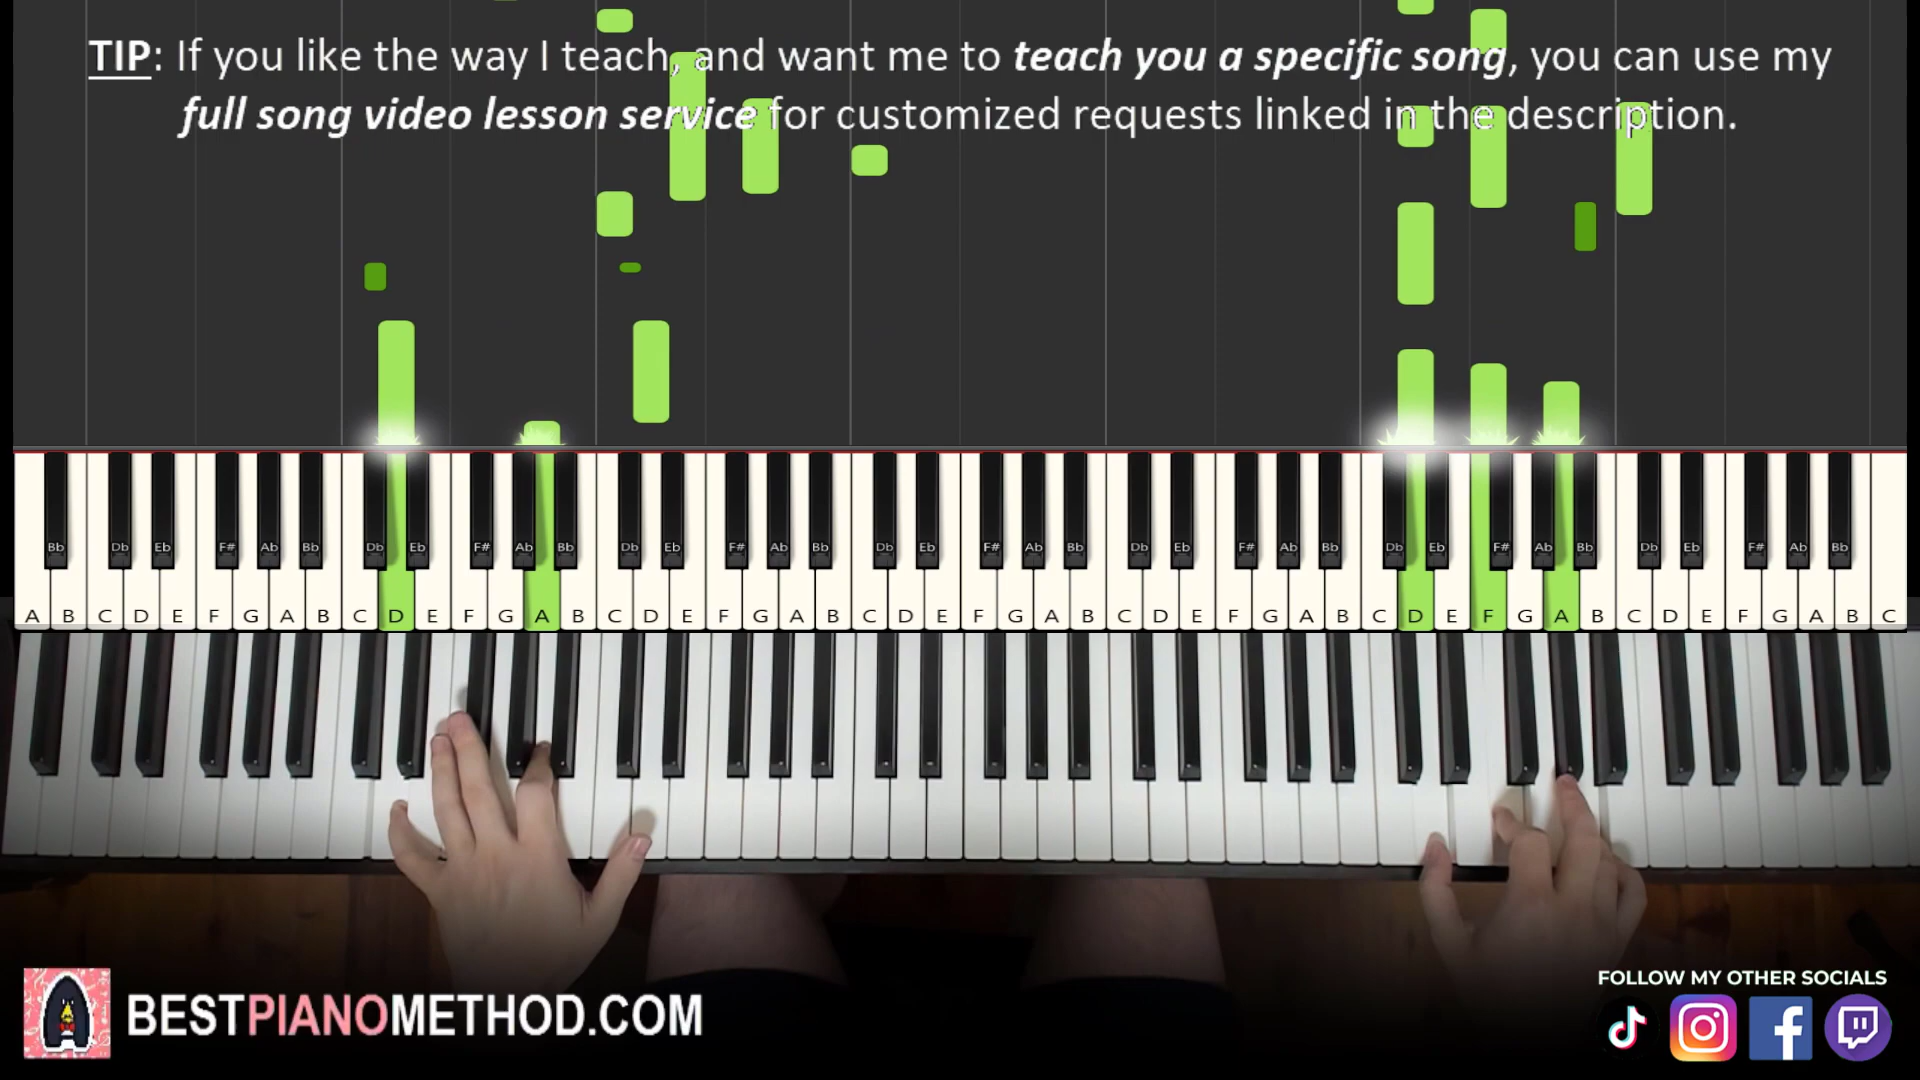 TIP: If you like the way I teach, and want me to teach you a specific song, you can use my
full song video lesson service for customized requests linked in the description.
Bb Db Eb F# Ab Bb Db Eb F# Ab Bb Db Eb F# Ab Bb Db Eb F# Ab Bb Db Eb F# Ab Bb Db Eb F# Ab Bb Db Eb F# Ab Bb
A B C D E F G A B C D E F G A B C D E F G A B C D E F G A B C D E F G A B C D E F G A B C D E F G A B C
FOLLOW MY OTHER SOCIALS
BESTPIANOMETHOD.COM